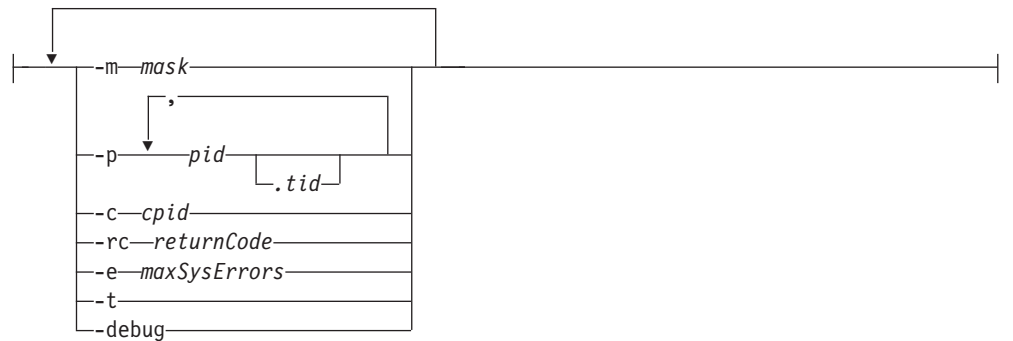 -m mask
,
-p pid
.tid
-c cpid
-rc returnCode
-e maxSysErrors
-t
-debug